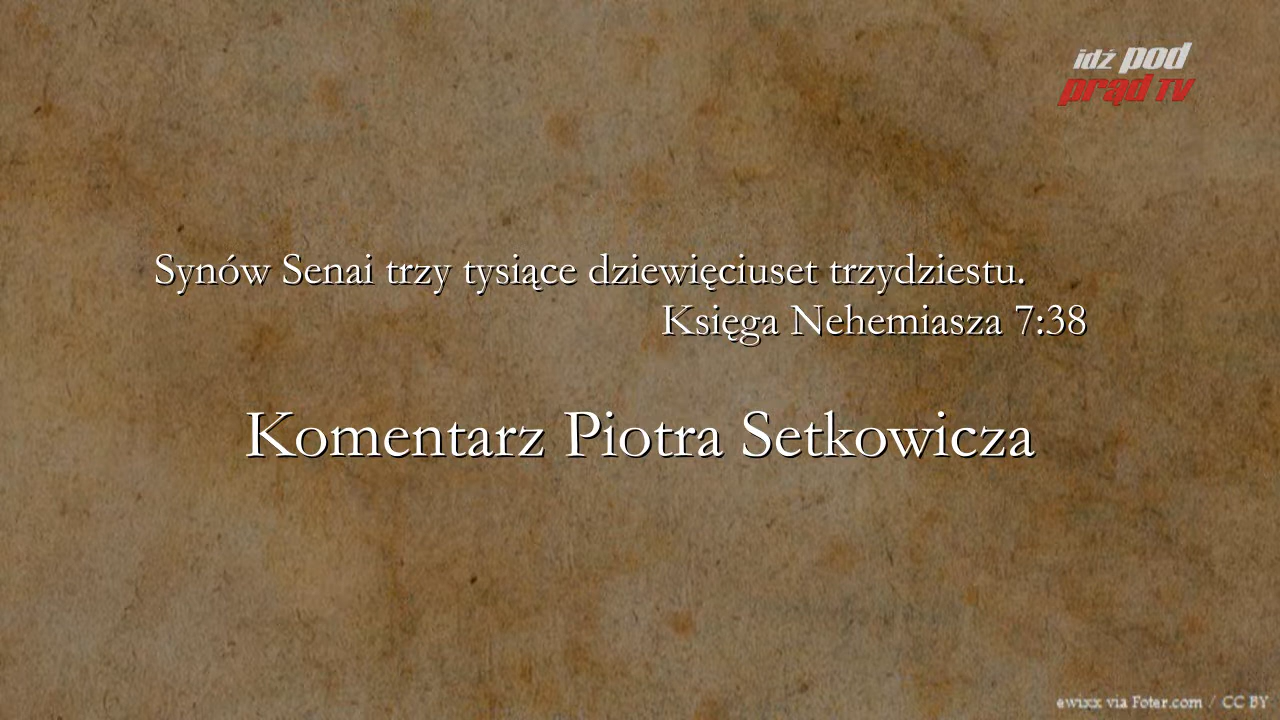 idź pod
prąd TV
Synów Senai trzy tysiące dziewięciuset trzydziestu.
Księga Nehemiasza 7:38
Komentarz Piotra Setkowicza
ewixx via Foter.com / CC BY